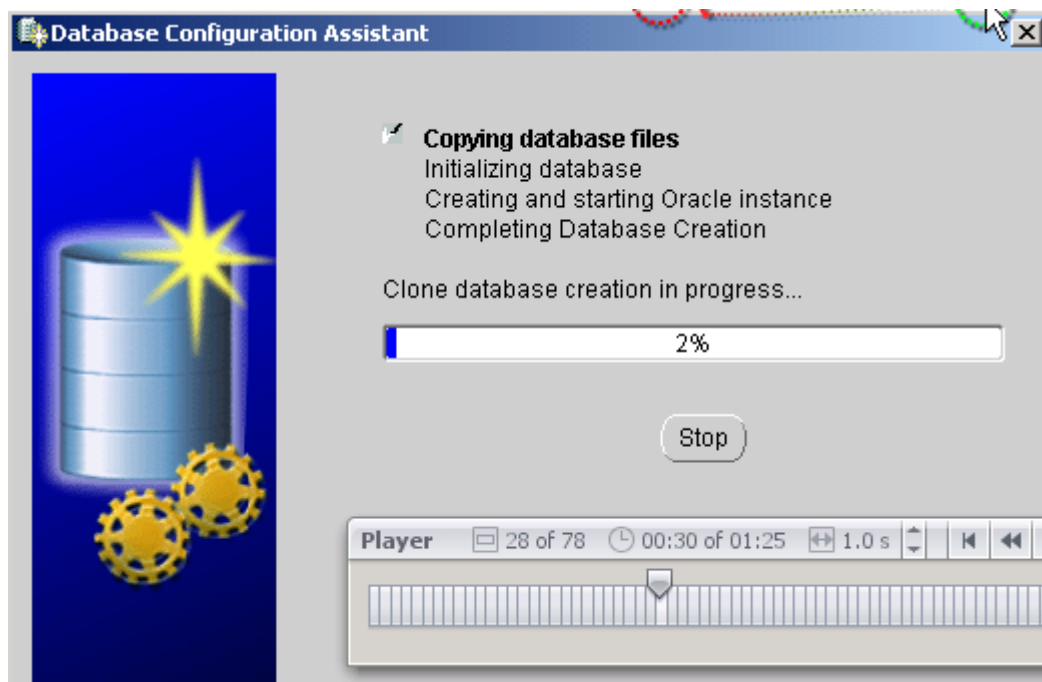 Database Configuration Assistant
Copying database files
Initializing database
Creating and starting Oracle instance
Completing Database Creation
Clone database creation in progress...
2%
Stop
Player 28 of 78 00:30 of 01:25 1.0 s